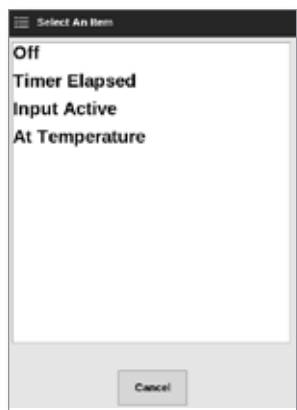 Select An Item
Off
Timer Elapsed
Input Active
At Temperature
Cancel